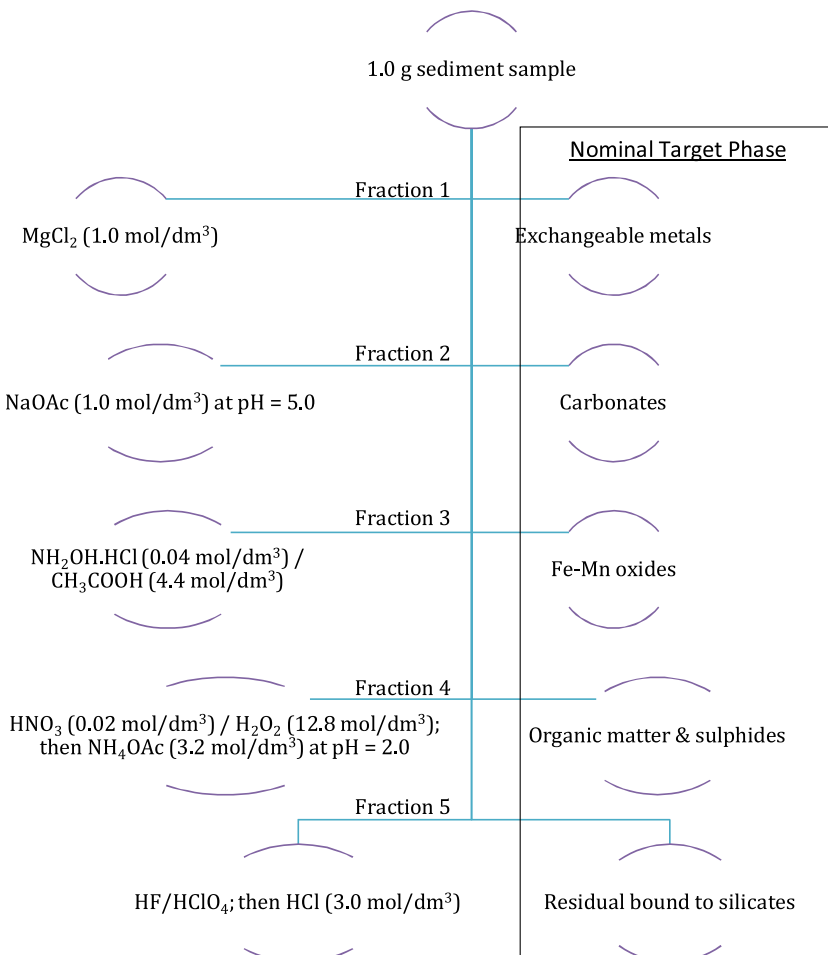 1.0 g sediment sample
Nominal Target Phase
Fraction 1
MgCl₂ (1.0 mol/dm³)
Exchangeable metals
Fraction 2
NaOAc (1.0 mol/dm³) at pH = 5.0
Carbonates
Fraction 3
NH₂OH.HCl (0.04 mol/dm³) /
CH₃COOH (4.4 mol/dm³)
Fe-Mn oxides
Fraction 4
HNO₃ (0.02 mol/dm³) / H₂O₂ (12.8 mol/dm³);
then NH₄OAc (3.2 mol/dm³) at pH = 2.0
Organic matter & sulphides
Fraction 5
HF/HClO₄; then HCl (3.0 mol/dm³)
Residual bound to silicates